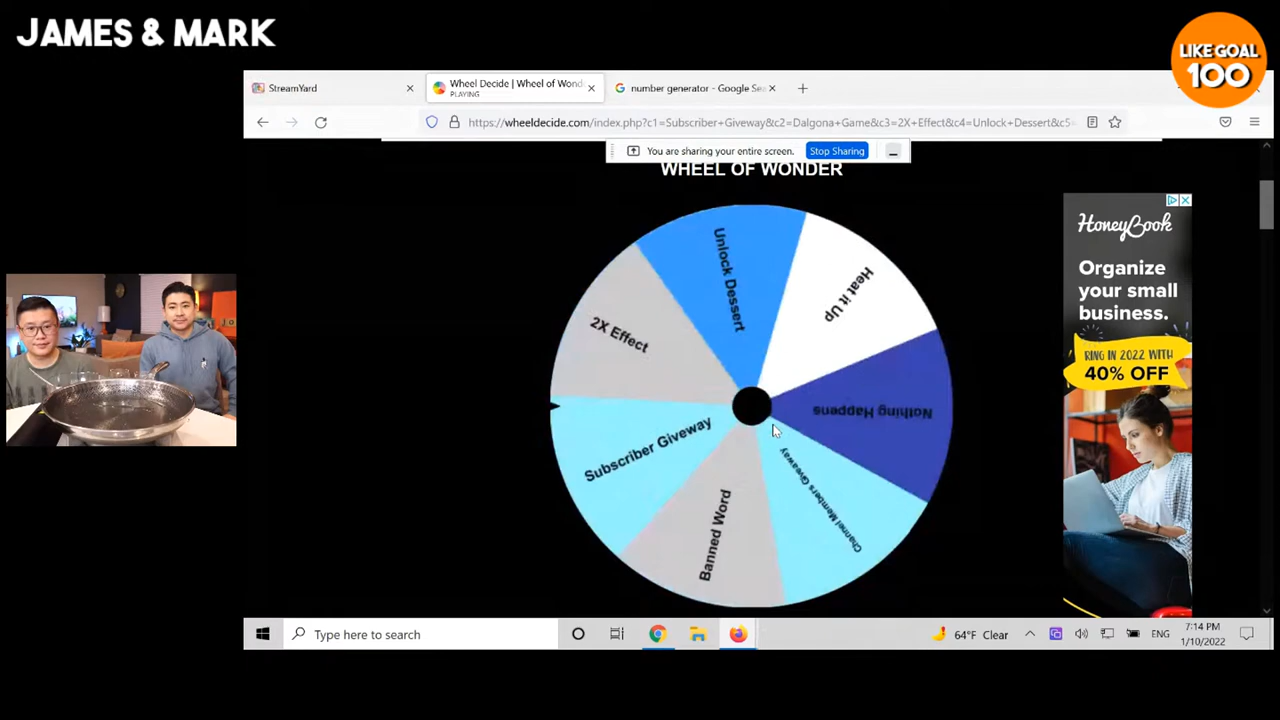 JAMES & MARK
LIKE GOAL
100
StreamYard
Wheel Decide | Wheel of Wond
PLAYING
number generator - Google Sea
https://wheeldecide.com/index.php?c1=Subscriber+Giveway&c2=Dalgona+Game&c3=2X+Effect&c4=Unlock+Dessert&c5=
You are sharing your entire screen.
Stop Sharing
WHEEL OF WONDER
Unlock Dessert
Heat it Up
2X Effect
Nothing Happens
Subscriber Giveway
Channel Members Giveaway
Banned Word
HoneyBook
Organize
your small
business.
RING IN 2022 WITH
40% OFF
Type here to search
64°F Clear
ENG
7:14 PM
1/10/2022